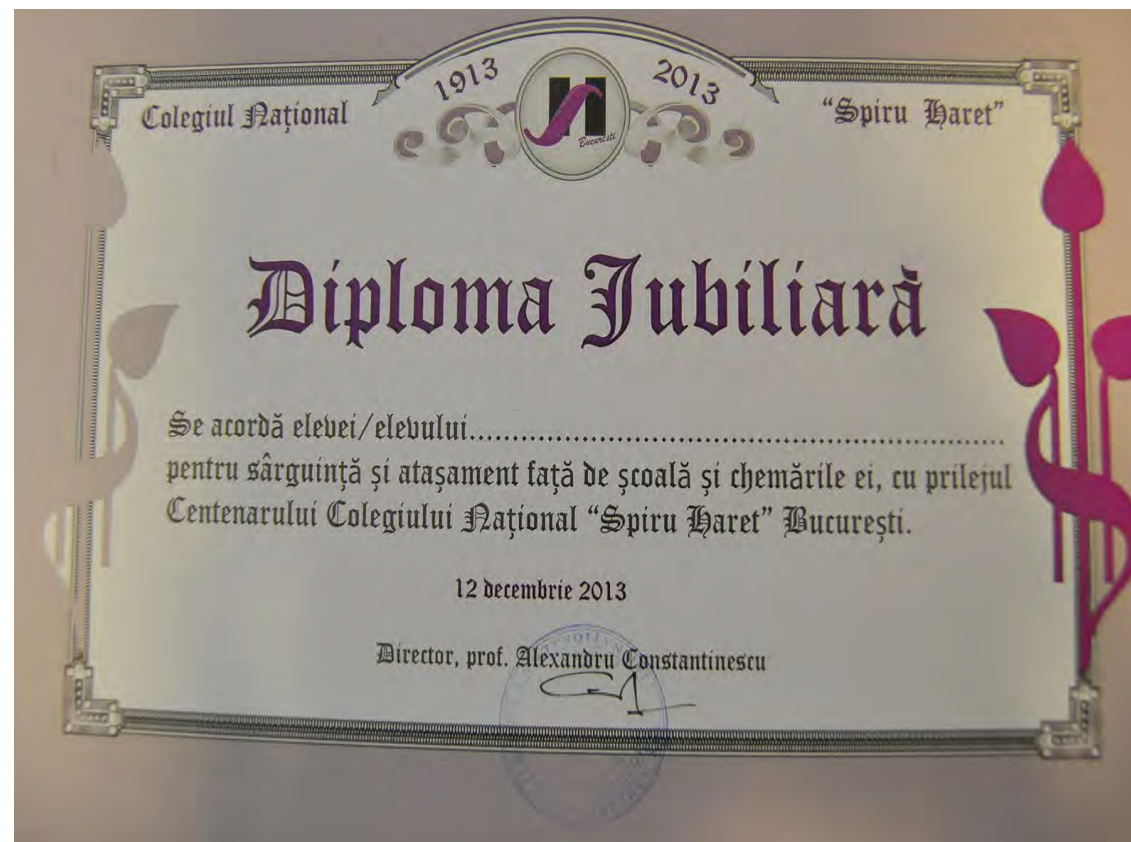 1913 2013
Colegiul Național "Spiru Haret"
București
Diploma Jubiliară
Se acordă elevei/elevului...............................................................
pentru sârguință și atașament față de școală și chemările ei, cu prilejul
Centenarului Colegiului Național "Spiru Haret" București.
12 decembrie 2013
Director, prof. Alexandru Constantinescu